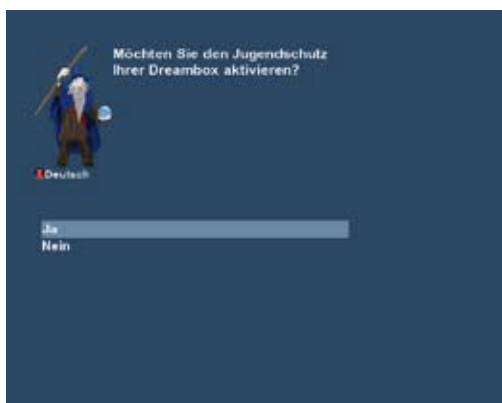 Möchten Sie den Jugendschutz
Ihrer Dreambox aktivieren?
Deutsch
Ja
Nein